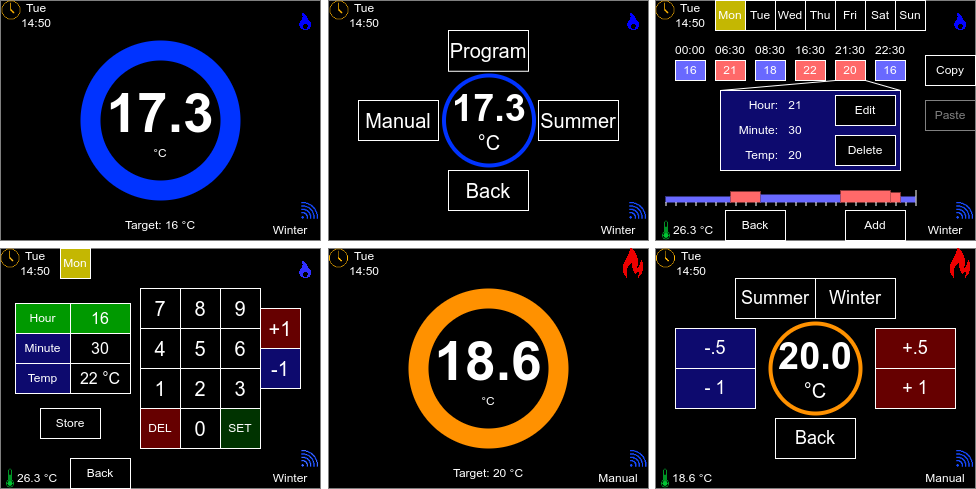 Tue
14:50
17.3
°C
Target: 16 °C
Winter
Tue
14:50
Program
Manual
17.3
°C
Summer
Back
Winter
Tue
14:50
Mon Tue Wed Thu Fri Sat Sun
00:00 06:30 08:30 16:30 21:30 22:30
16 21 18 22 20 16
Copy
Paste
Hour: 21
Minute: 30
Temp: 20
Edit
Delete
26.3 °C
Back
Add
Winter
Tue
14:50
Mon
Hour 16
Minute 30
Temp 22 °C
Store
7 8 9
4 5 6
1 2 3
DEL 0 SET
+1
-1
26.3 °C
Back
Winter
Tue
14:50
18.6
°C
Target: 20 °C
Manual
Tue
14:50
Summer Winter
-.5
- 1
20.0
°C
+.5
+ 1
Back
18.6 °C
Manual